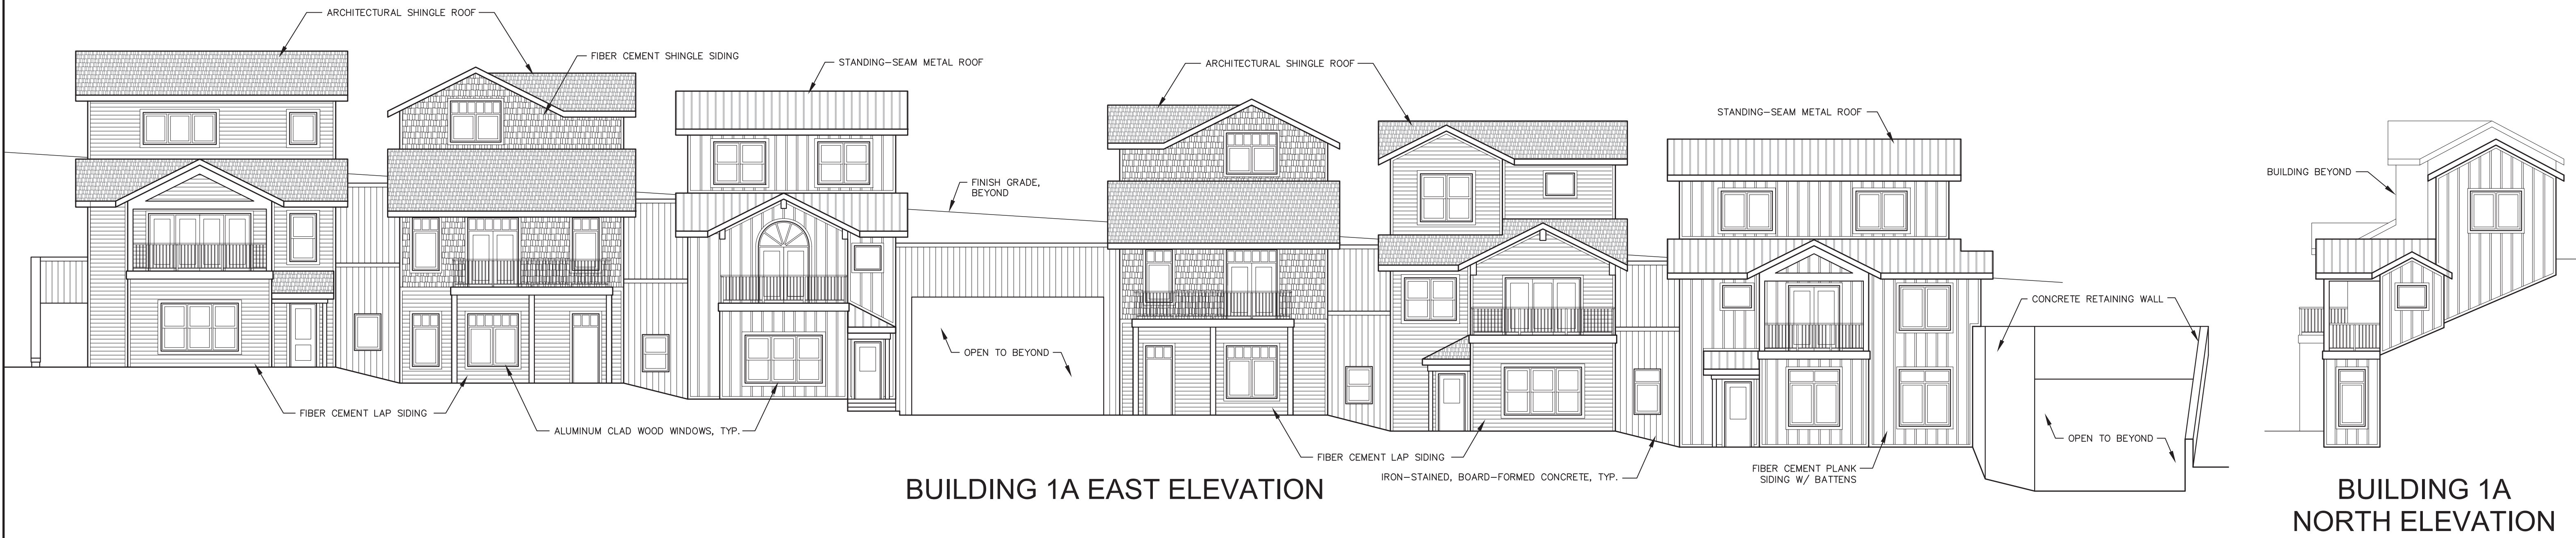 ARCHITECTURAL SHINGLE ROOF
FIBER CEMENT SHINGLE SIDING
STANDING-SEAM METAL ROOF
ARCHITECTURAL SHINGLE ROOF
STANDING-SEAM METAL ROOF
BUILDING BEYOND
FINISH GRADE,
BEYOND
CONCRETE RETAINING WALL
OPEN TO BEYOND
FIBER CEMENT LAP SIDING
ALUMINUM CLAD WOOD WINDOWS, TYP.
OPEN TO BEYOND
FIBER CEMENT LAP SIDING
IRON-STAINED, BOARD-FORMED CONCRETE, TYP.
FIBER CEMENT PLANK
SIDING W/ BATTENS
BUILDING 1A EAST ELEVATION
BUILDING 1A
NORTH ELEVATION